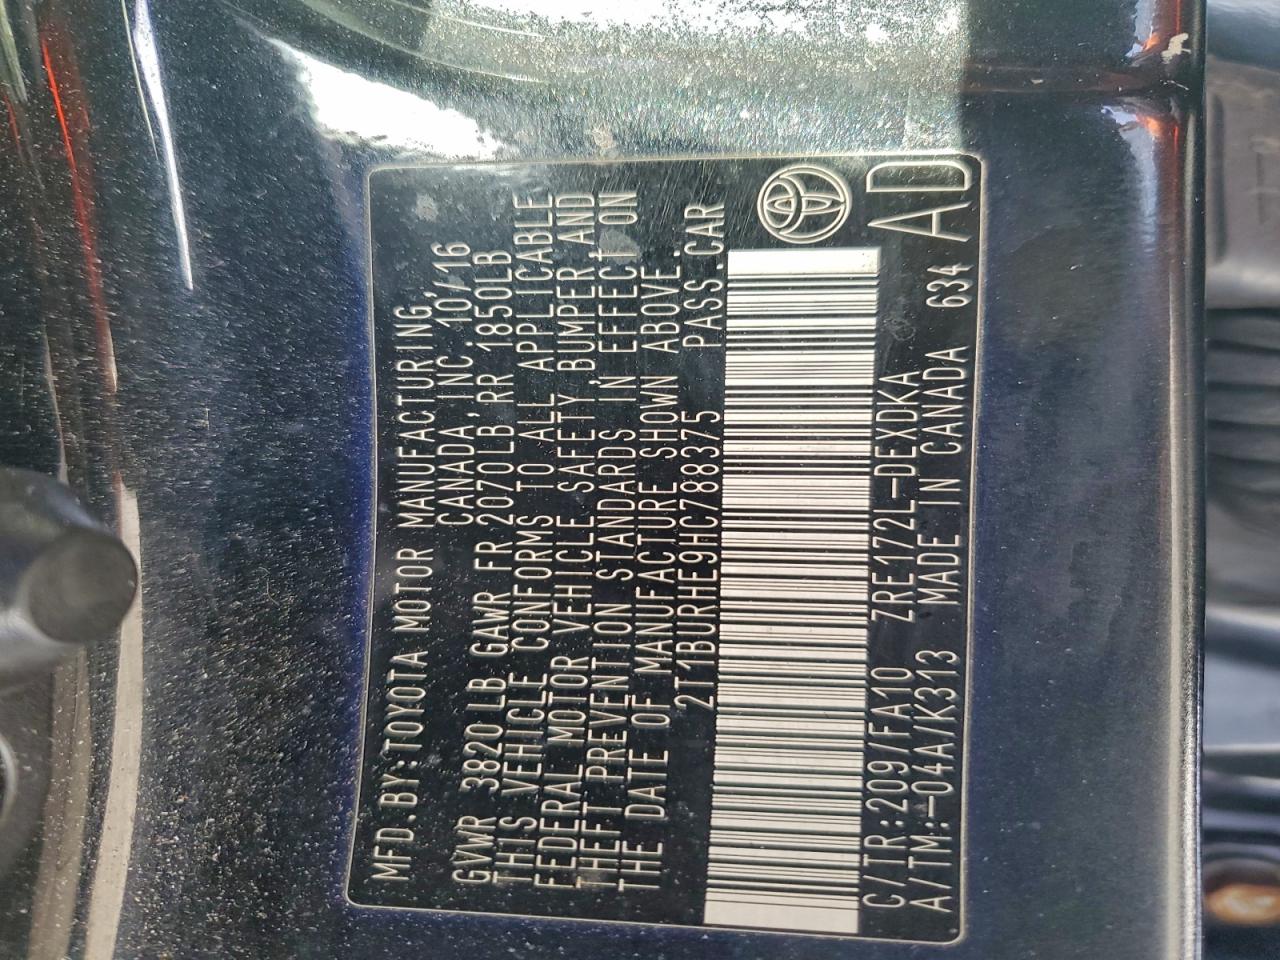 MFD.BY:TOYOTA MOTOR MANUFACTURING,
CANADA, INC. 10/16
GVWR 3820 LB GAWR FR 2070LB,RR 1850LB
THIS VEHICLE CONFORMS TO ALL APPLICABLE
FEDERAL MOTOR VEHICLE SAFETY,BUMPER,AND
THEFT PREVENTION STANDARDS IN EFFECT ON
THE DATE OF MANUFACTURE SHOWN ABOVE.
2T1BURHE9HC788375 PASS.CAR
C/TR:209/FA10 ZRE172L-DEXDKA
A/TM:-04A/K313 MADE IN CANADA 634
AD